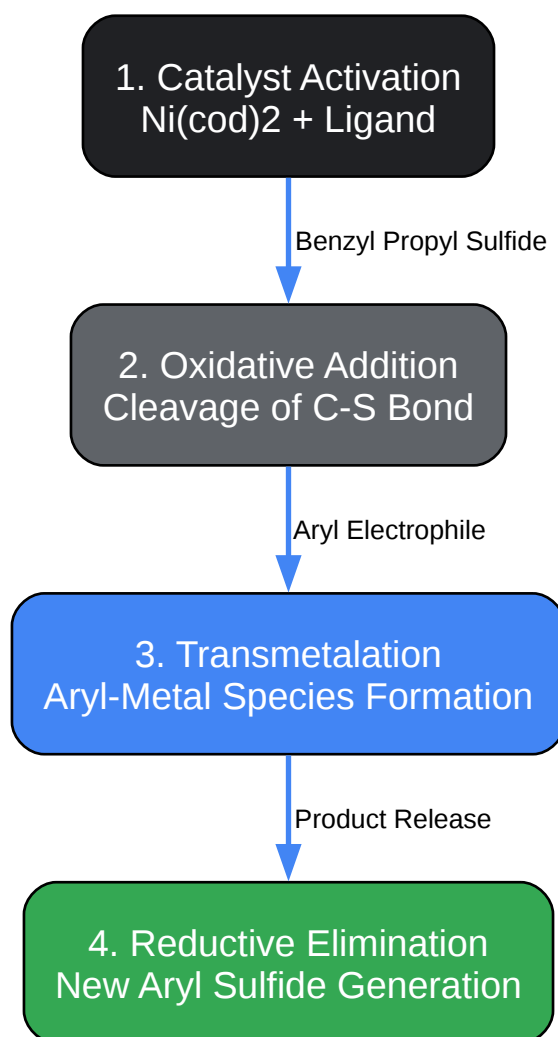 1. Catalyst Activation
Ni(cod)2 + Ligand
Benzyl Propyl Sulfide
2. Oxidative Addition
Cleavage of C-S Bond
Aryl Electrophile
3. Transmetalation
Aryl-Metal Species Formation
Product Release
4. Reductive Elimination
New Aryl Sulfide Generation